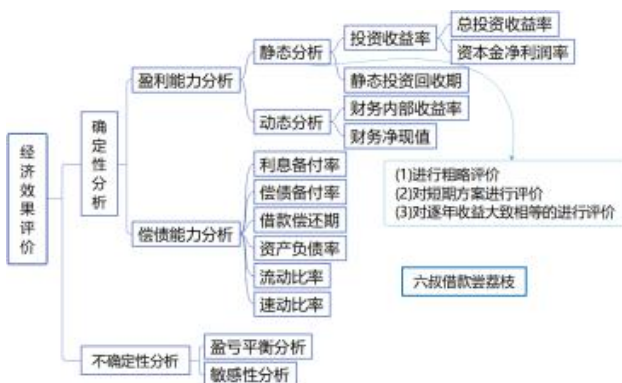 经济效果评价
确定性分析
盈利能力分析
静态分析
投资收益率
总投资收益率
资本金净利润率
静态投资回收期
动态分析
财务内部收益率
财务净现值
(1)进行粗略评价
(2)对短期方案进行评价
(3)对逐年收益大致相等的进行评价
偿债能力分析
利息备付率
偿债备付率
借款偿还期
资产负债率
流动比率
速动比率
六叔借款尝荔枝
不确定性分析
盈亏平衡分析
敏感性分析